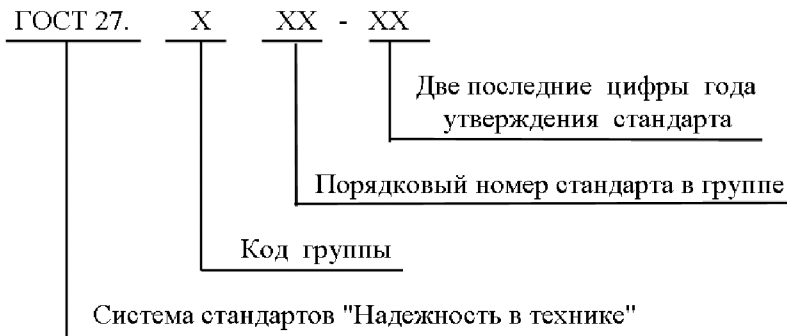 ГОСТ 27. X XX - XX
Две последние цифры года
утверждения стандарта
Порядковый номер стандарта в группе
Код группы
Система стандартов "Надежность в технике"